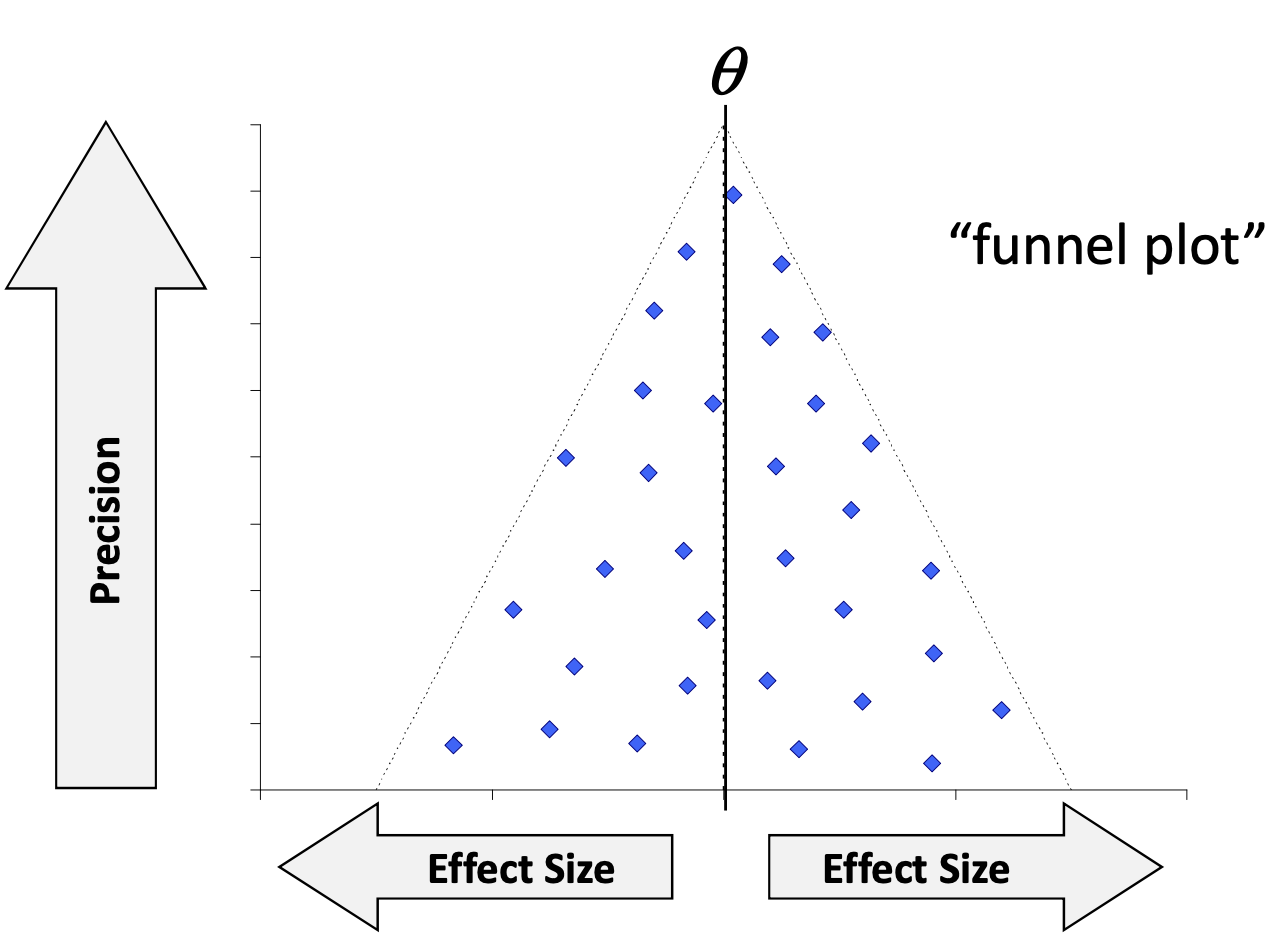 θ
“funnel plot”
Precision
Effect Size
Effect Size